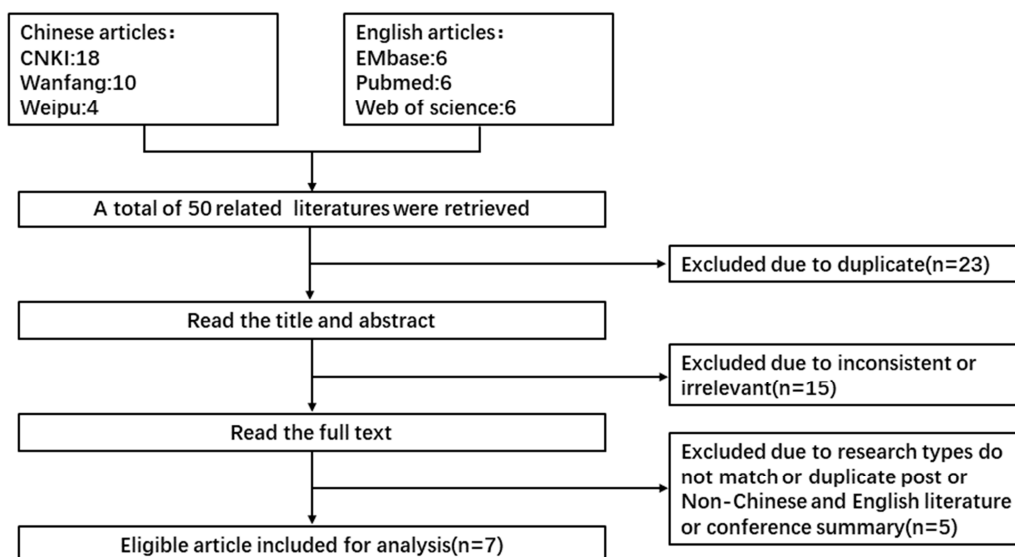 Chinese articles：
CNKI:18
Wanfang:10
Weipu:4
English articles：
EMbase:6
Pubmed:6
Web of science:6
A total of 50 related literatures were retrieved
Excluded due to duplicate(n=23)
Read the title and abstract
Excluded due to inconsistent or
irrelevant(n=15)
Read the full text
Excluded due to research types do
not match or duplicate post or
Non-Chinese and English literature
or conference summary(n=5)
Eligible article included for analysis(n=7)